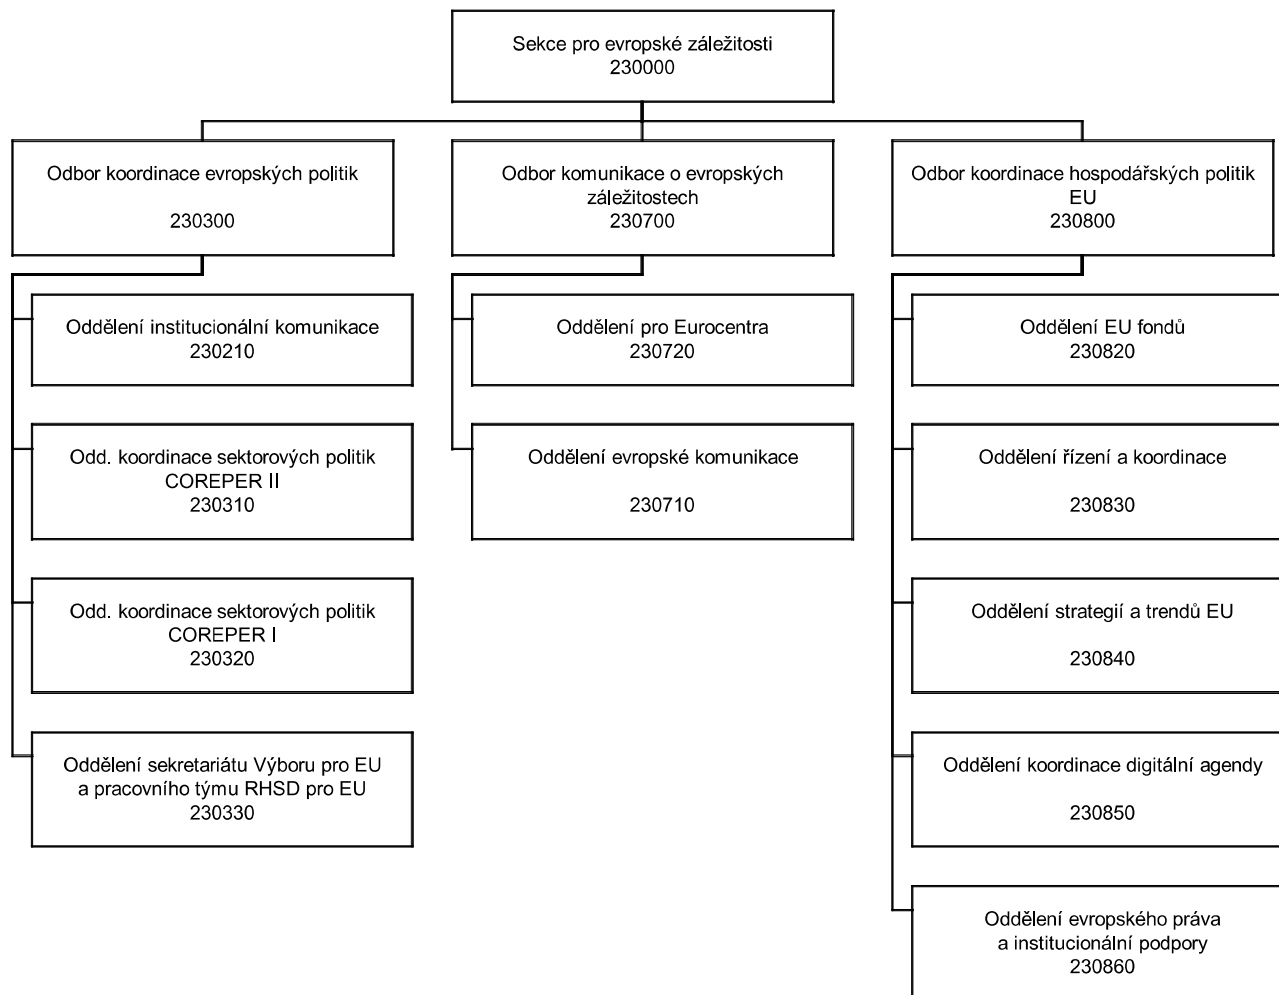 Sekce pro evropské záležitosti
230000
Odbor koordinace evropských politik
230300
Odbor komunikace o evropských
záležitostech
230700
Odbor koordinace hospodářských politik
EU
230800
Oddělení institucionální komunikace
230210
Odd. koordinace sektorových politik
COREPER II
230310
Odd. koordinace sektorových politik
COREPER I
230320
Oddělení sekretariátu Výboru pro EU
a pracovního týmu RHSD pro EU
230330
Oddělení pro Eurocentra
230720
Oddělení evropské komunikace
230710
Oddělení EU fondů
230820
Oddělení řízení a koordinace
230830
Oddělení strategií a trendů EU
230840
Oddělení koordinace digitální agendy
230850
Oddělení evropského práva
a institucionální podpory
230860